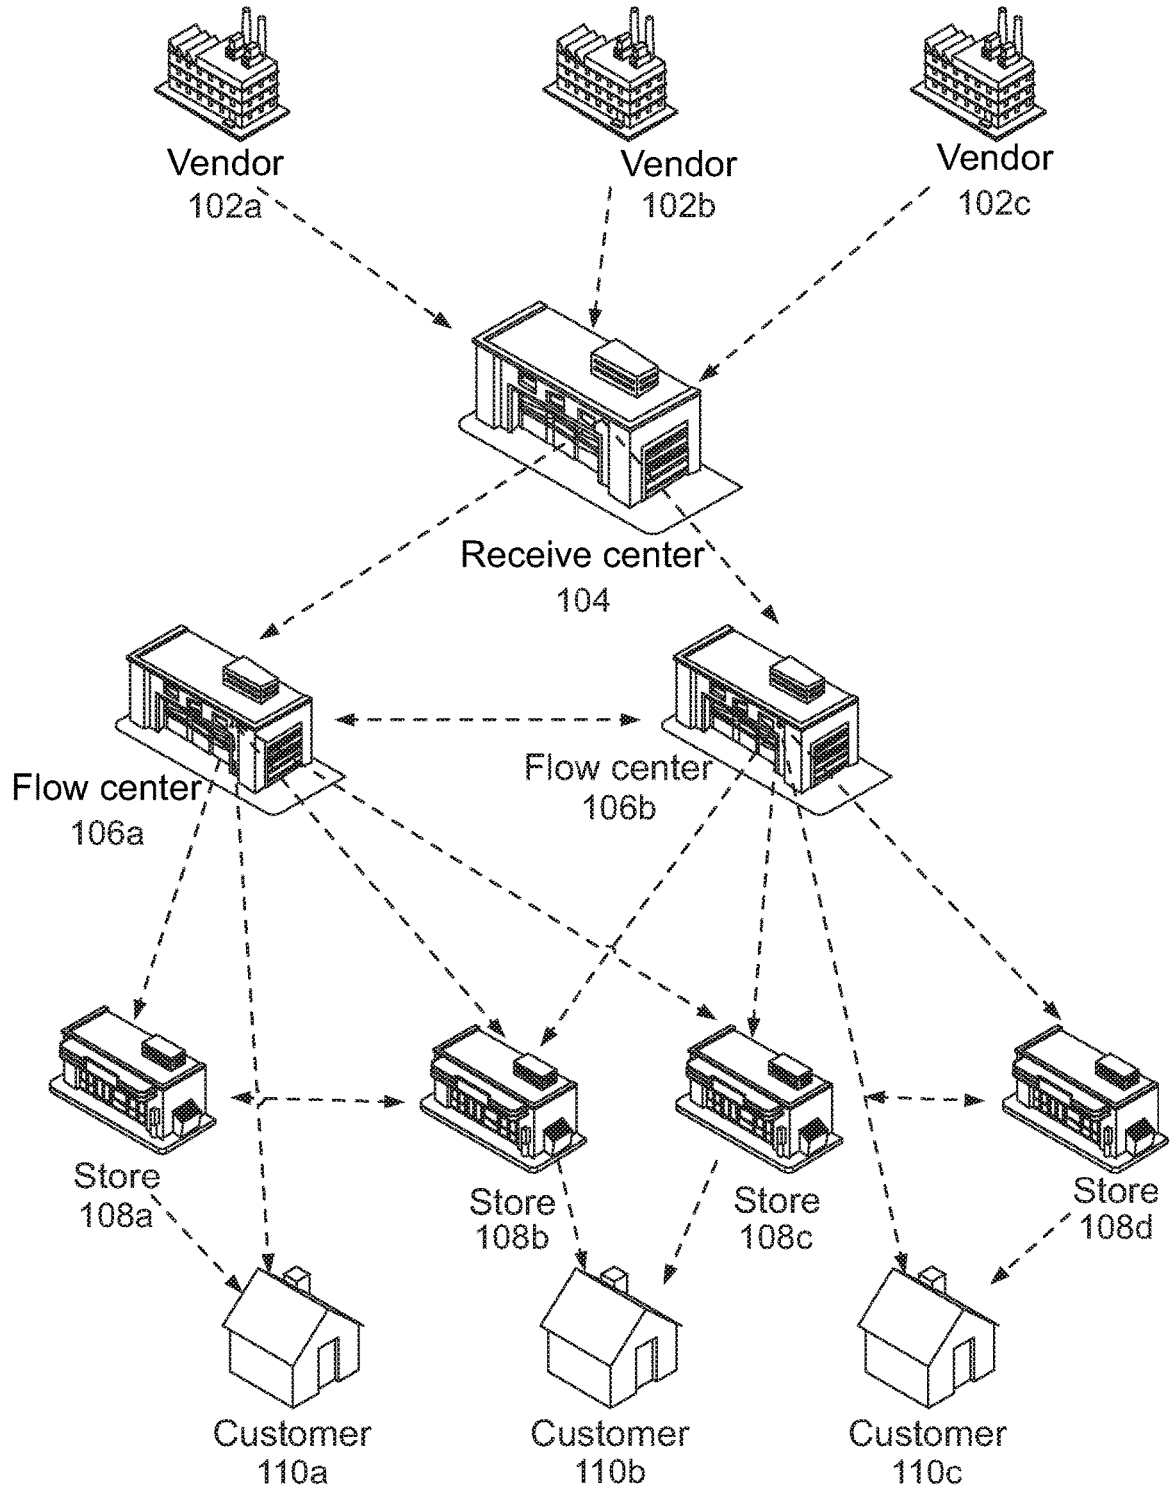 Vendor
102a
Vendor
102b
Vendor
102c
Receive center
104
Flow center
106a
Flow center
106b
Store
108a
Store
108b
Store
108c
Store
108d
Customer
110a
Customer
110b
Customer
110c